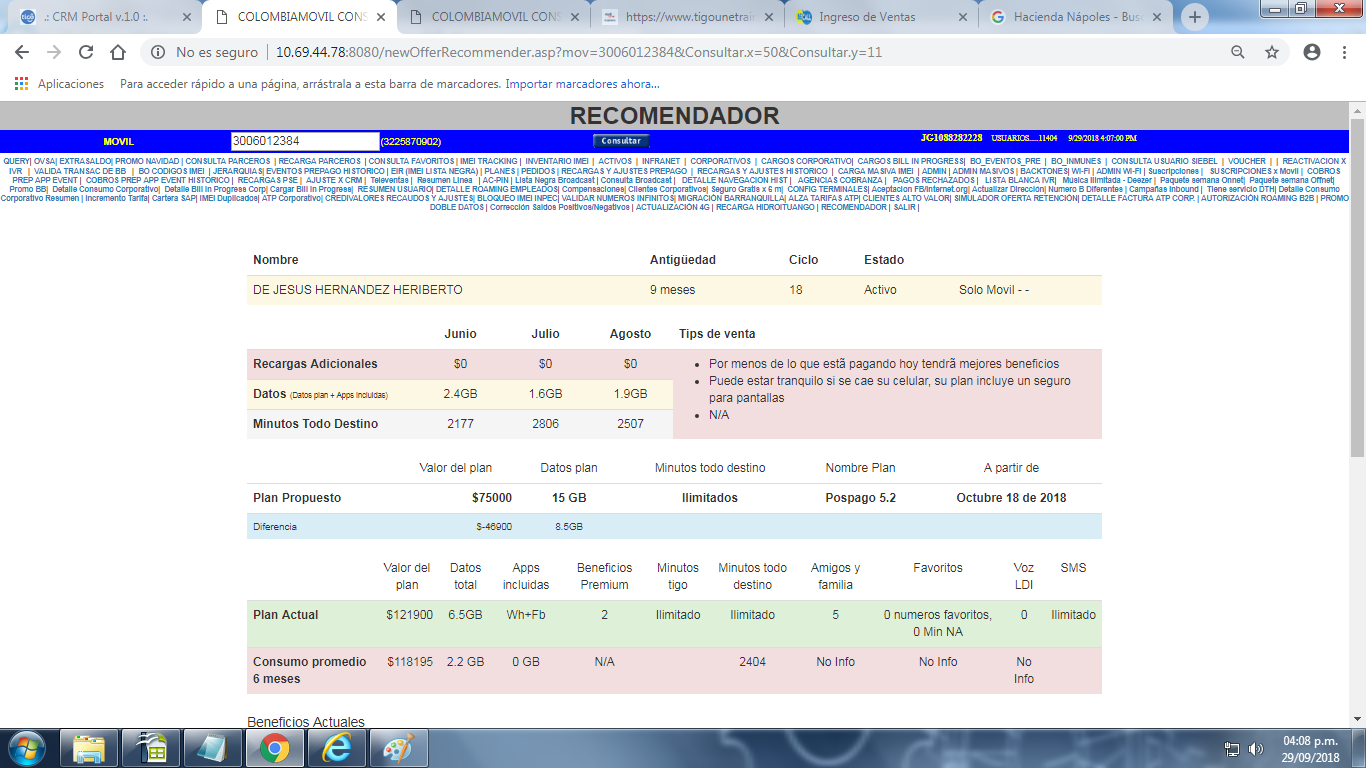 .: CRM Portal v.1.0 :.
COLOMBIAMOVIL CONS
COLOMBIAMOVIL CONS
https://www.tigounetrain
Ingreso de Ventas
Hacienda Nápoles - Bus
No es seguro | 10.69.44.78:8080/newOfferRecommender.asp?mov=3006012384&Consultar.x=50&Consultar.y=11
Aplicaciones Para acceder rápido a una página, arrástrala a esta barra de marcadores. Importar marcadores ahora...
RECOMENDADOR
MOVIL 3006012384 (3225870902) Consultar JG1088282228 USUARIOS.....11404 9/29/2018 4:07:00 PM
QUERY| OVSA| EXTRASALDO| PROMO NAVIDAD | CONSULTA PARCEROS | RECARGA PARCEROS | CONSULTA FAVORITOS | IMEI TRACKING | INVENTARIO IMEI | ACTIVOS | INFRANET | CORPORATIVOS | CARGOS CORPORATIVO| CARGOS BILL IN PROGRESS| BO_EVENTOS_PRE | BO_INMUNES | CONSULTA USUARIO SIEBEL | VOUCHER | | REACTIVACION X
IVR | VALIDA TRANSAC DE BB | BO CODIGOS IMEI | JERARQUIAS| EVENTOS PREPAGO HISTORICO | EIR (IMEI LISTA NEGRA) | PLANES | PEDIDOS | RECARGAS Y AJUSTES PREPAGO | RECARGAS Y AJUSTES HISTORICO | CARGA MASIVA IMEI | ADMIN | ADMIN MASIVOS | BACKTONES| WI-FI | ADMIN WI-FI | Suscripciones | SUSCRIPCIONES x Movil | COBROS
PREP APP EVENT | COBROS PREP APP EVENT HISTORICO | RECARGAS PSE | AJUSTE X CRM | Televentas | Resumen Linea | AC-PIN | Lista Negra Broadcast | Consulta Broadcast | DETALLE NAVEGACION HIST | AGENCIAS COBRANZA | PAGOS RECHAZADOS | LISTA BLANCA IVR| Música Ilimitada - Deezer | Paquete semana Onnet| Paquete semana Offnet|
Promo BB| Detalle Consumo Corporativo| Detalle Bill In Progress Corp| Cargar Bill In Progress| RESUMEN USUARIO| DETALLE ROAMING EMPLEADOS| Compensaciones| Clientes Corporativos| Seguro Gratis x 6 m| CONFIG TERMINALES| Aceptacion FB/Internet.org| Actualizar Dirección| Numero B Diferentes | Campañas Inbound | Tiene servicio DTH| Detalle Consumo
Corporativo Resumen | Incremento Tarifa| Cartera SAP| IMEI Duplicados| ATP Corporativo| CREDIVALORES RECAUDOS Y AJUSTES| BLOQUEO IMEI INPEC| VALIDAR NUMEROS INFINITOS| MIGRACIÓN BARRANQUILLA| ALZA TARIFAS ATP| CLIENTES ALTO VALOR| SIMULADOR OFERTA RETENCIÓN| DETALLE FACTURA ATP CORP. | AUTORIZACIÓN ROAMING B2B | PROMO
DOBLE DATOS | Corrección Saldos Positivos/Negativos | ACTUALIZACIÓN 4G | RECARGA HIDROITUANGO | RECOMENDADOR | SALIR |
Nombre Antigüedad Ciclo Estado
DE JESUS HERNANDEZ HERIBERTO 9 meses 18 Activo Solo Movil - -
Junio Julio Agosto Tips de venta
Recargas Adicionales $0 $0 $0
Datos (Datos plan + Apps Incluidas) 2.4GB 1.6GB 1.9GB
Minutos Todo Destino 2177 2806 2507
• Por menos de lo que estã pagando hoy tendrã mejores beneficios
• Puede estar tranquilo si se cae su celular, su plan incluye un seguro
para pantallas
• N/A
Valor del plan Datos plan Minutos todo destino Nombre Plan A partir de
Plan Propuesto $75000 15 GB Ilimitados Pospago 5.2 Octubre 18 de 2018
Diferencia $-46900 8.5GB
Valor del Datos Apps Beneficios Minutos Minutos todo Amigos y Favoritos Voz SMS
plan total incluidas Premium tigo destino familia LDI
Plan Actual $121900 6.5GB Wh+Fb 2 Ilimitado Ilimitado 5 0 numeros favoritos, 0 Ilimitado
0 Min NA
Consumo promedio $118195 2.2 GB 0 GB N/A 2404 No Info No Info No
6 meses Info
Beneficios Actuales
04:08 p.m.
29/09/2018